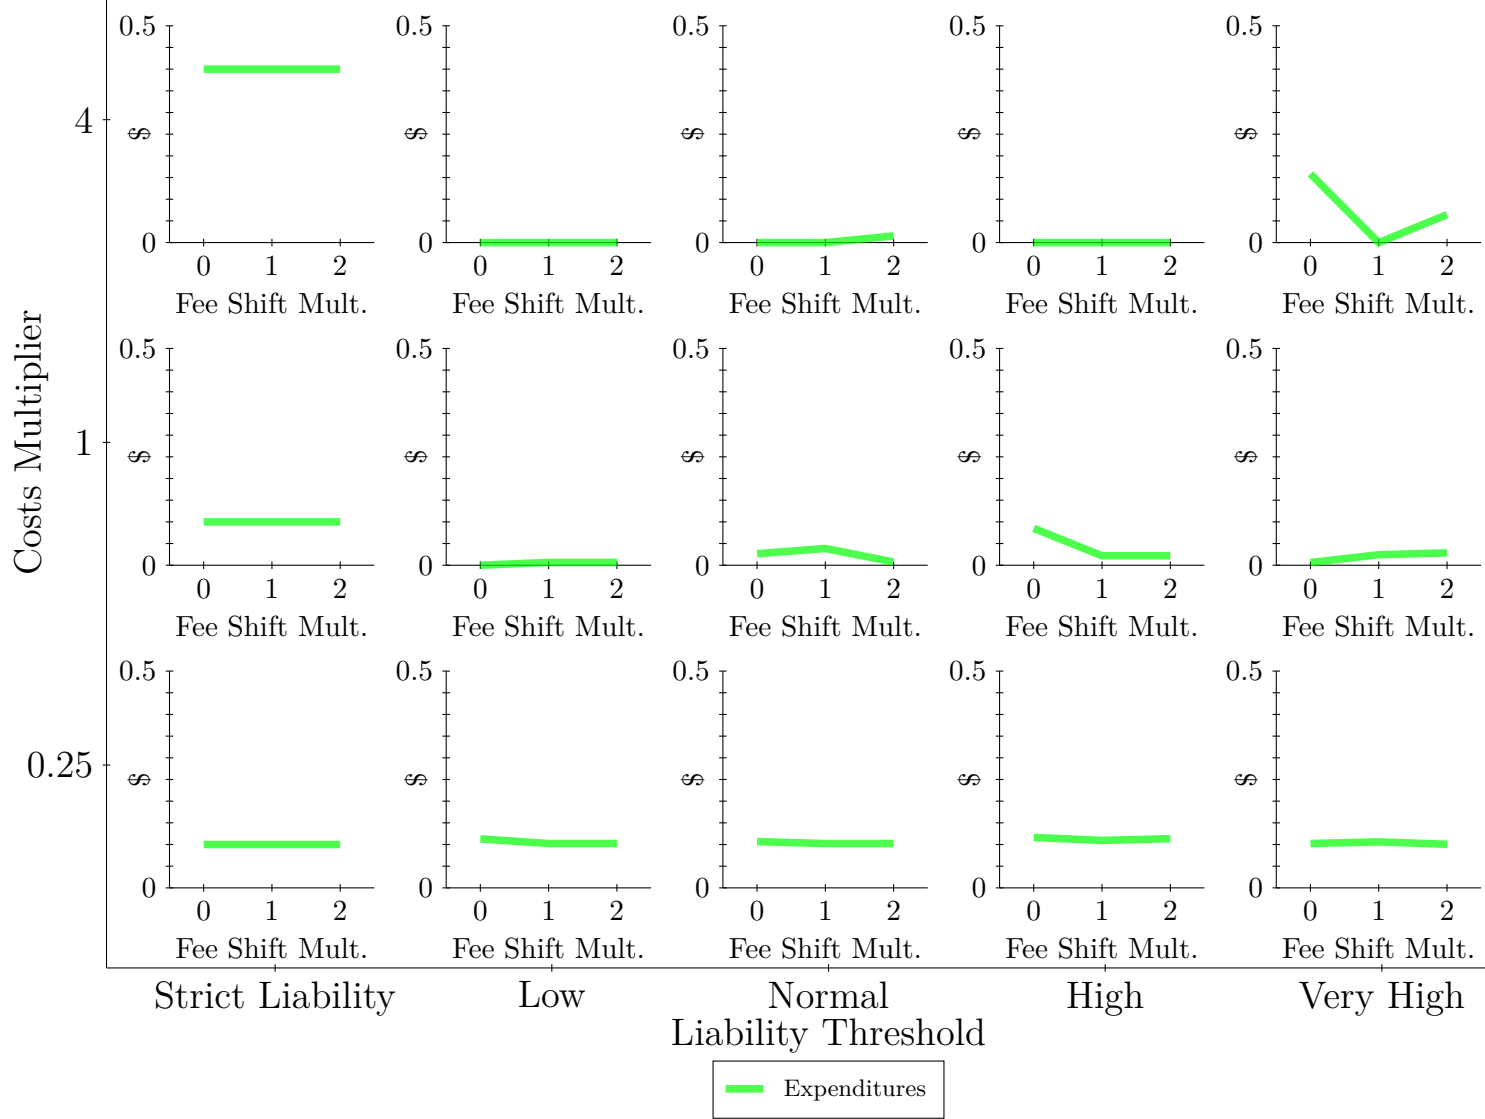 0.5 0.5 0.5 0.5 0.5
4 $ $ $ $ $
0 0 0 0 0
0 1 2 0 1 2 0 1 2 0 1 2 0 1 2
Fee Shift Mult. Fee Shift Mult. Fee Shift Mult. Fee Shift Mult. Fee Shift Mult.
Costs Multiplier
0.5 0.5 0.5 0.5 0.5
1 $ $ $ $ $
0 0 0 0 0
0 1 2 0 1 2 0 1 2 0 1 2 0 1 2
Fee Shift Mult. Fee Shift Mult. Fee Shift Mult. Fee Shift Mult. Fee Shift Mult.
0.5 0.5 0.5 0.5 0.5
0.25 $ $ $ $ $
0 0 0 0 0
0 1 2 0 1 2 0 1 2 0 1 2 0 1 2
Fee Shift Mult. Fee Shift Mult. Fee Shift Mult. Fee Shift Mult. Fee Shift Mult.
Strict Liability Low Normal High Very High
Liability Threshold
Expenditures